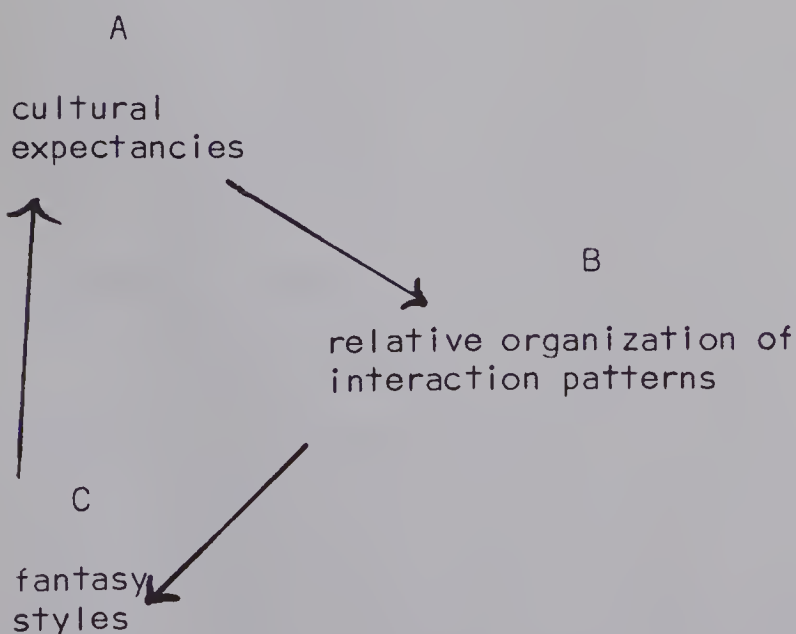 A
cultural
expectancies
B
relative organization of
interaction patterns
C
fantasy
styles